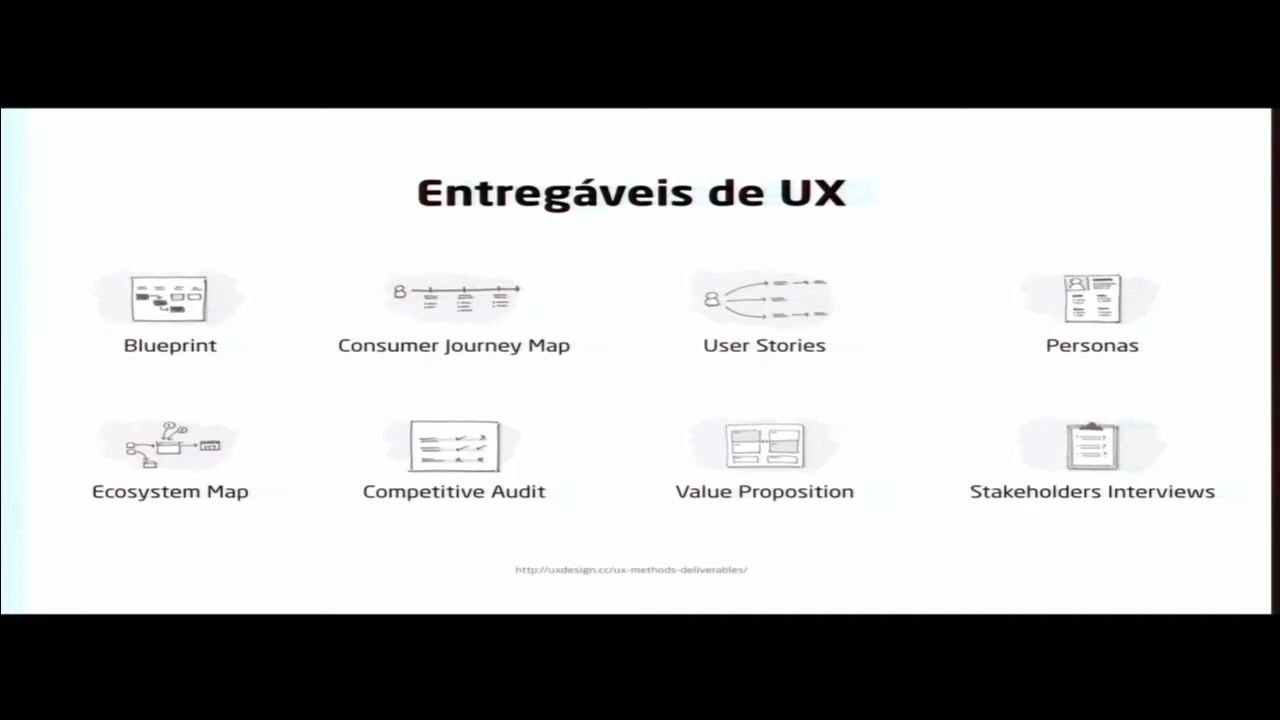 Entregáveis de UX
Blueprint
Consumer Journey Map
User Stories
Personas
Ecosystem Map
Competitive Audit
Value Proposition
Stakeholders Interviews
http://uxdesign.cc/ux-methods-deliverables/